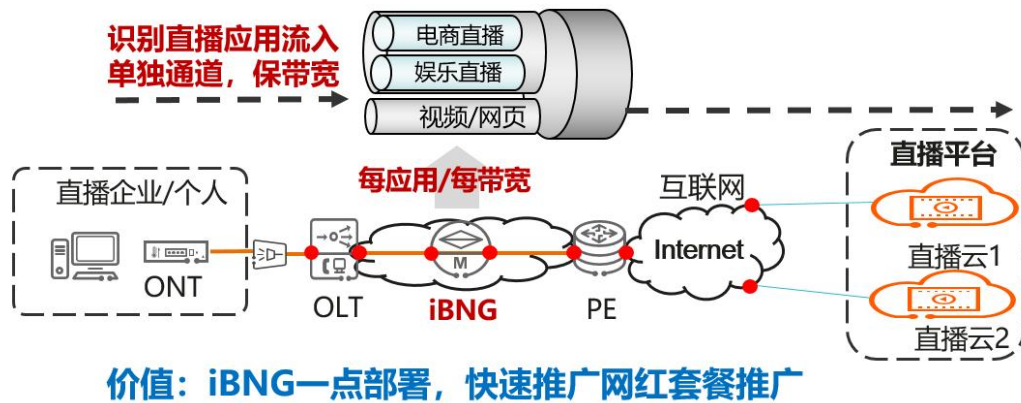 识别直播应用流入
单独通道，保带宽
电商直播
娱乐直播
视频/网页
每应用/每带宽
直播企业/个人
ONT
OLT
M
iBNG
PE
互联网
Internet
直播平台
直播云1
直播云2
价值：iBNG一点部署，快速推广网红套餐推广